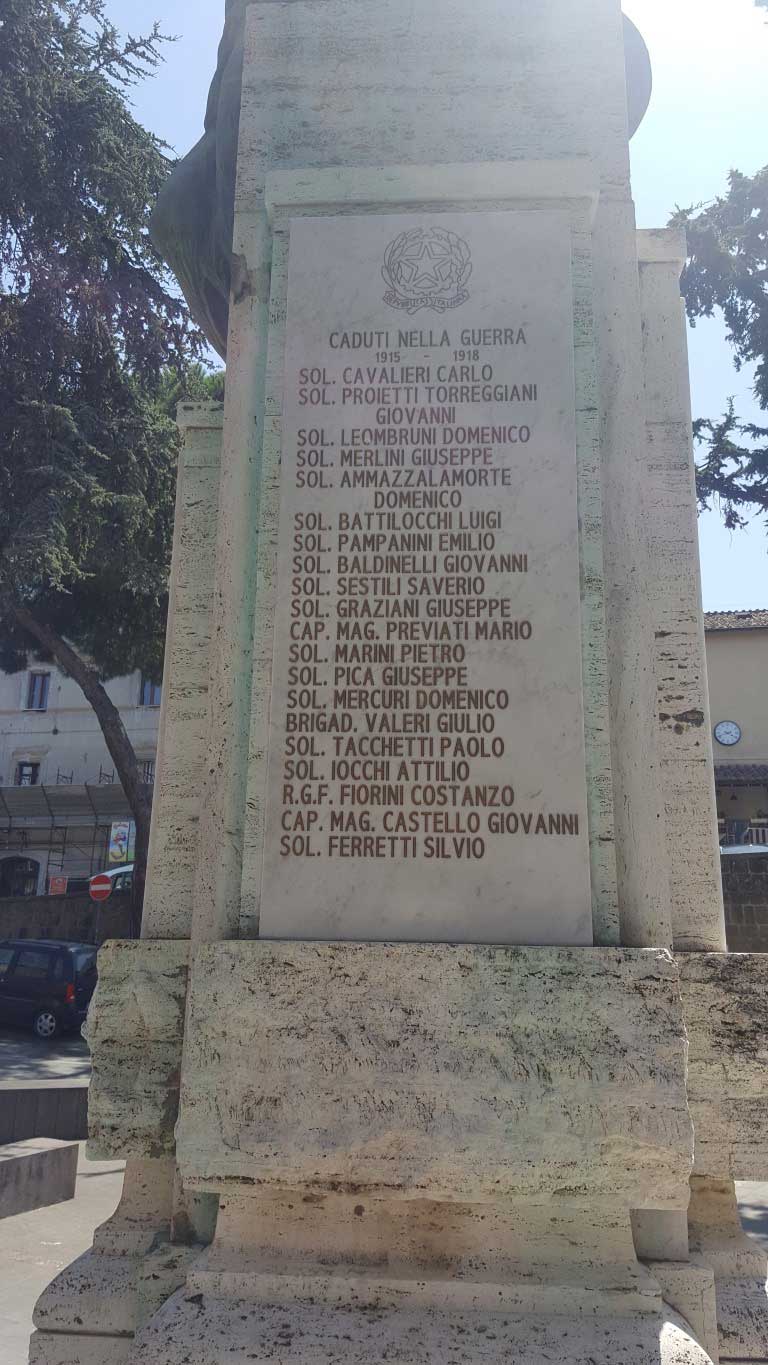 REPUBBLICA ITALIANA
CADUTI NELLA GUERRA
1915 - 1918
SOL. CAVALIERI CARLO
SOL. PROIETTI TORREGGIANI
GIOVANNI
SOL. LEOMBRUNI DOMENICO
SOL. MERLINI GIUSEPPE
SOL. AMMAZZALAMORTE
DOMENICO
SOL. BATTILOCCHI LUIGI
SOL. PAMPANINI EMILIO
SOL. BALDINELLI GIOVANNI
SOL. SESTILI SAVERIO
SOL. GRAZIANI GIUSEPPE
CAP. MAG. PREVIATI MARIO
SOL. MARINI PIETRO
SOL. PICA GIUSEPPE
SOL. MERCURI DOMENICO
BRIGAD. VALERI GIULIO
SOL. TACCHETTI PAOLO
SOL. IOCCHI ATTILIO
R.G.F. FIORINI COSTANZO
CAP. MAG. CASTELLO GIOVANNI
SOL. FERRETTI SILVIO